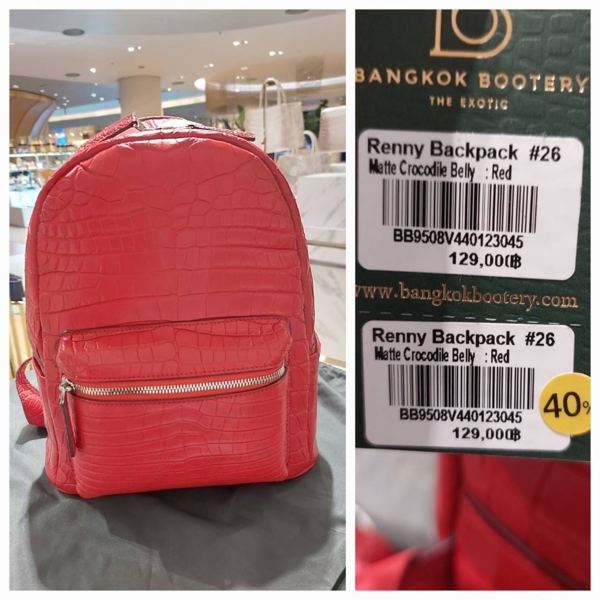 BANGKOK BOOTERY
THE EXOTIC
Renny Backpack #26
Matte Crocodile Belly : Red
BB9508V440123045
129,000฿
www.bangkokbootery.com
Renny Backpack #26
Matte Crocodile Belly : Red
BB9508V440123045
129,000฿
40%